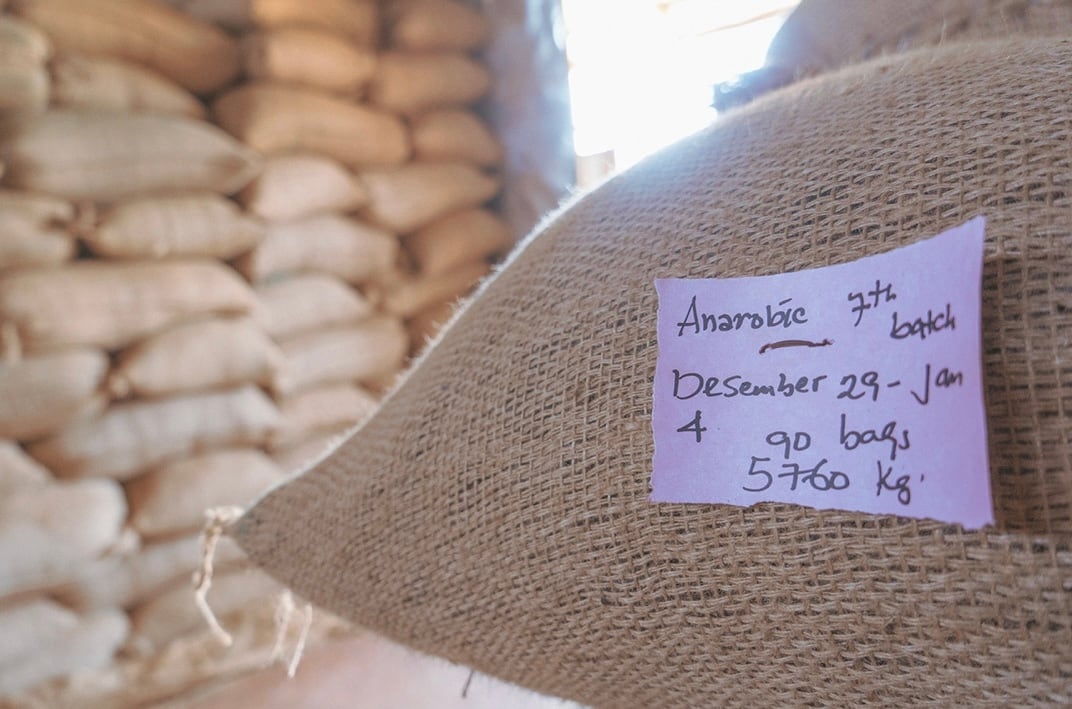 Anarobic 7th batch
Desember 29 - Jan
4
90 bags
5760 Kg.